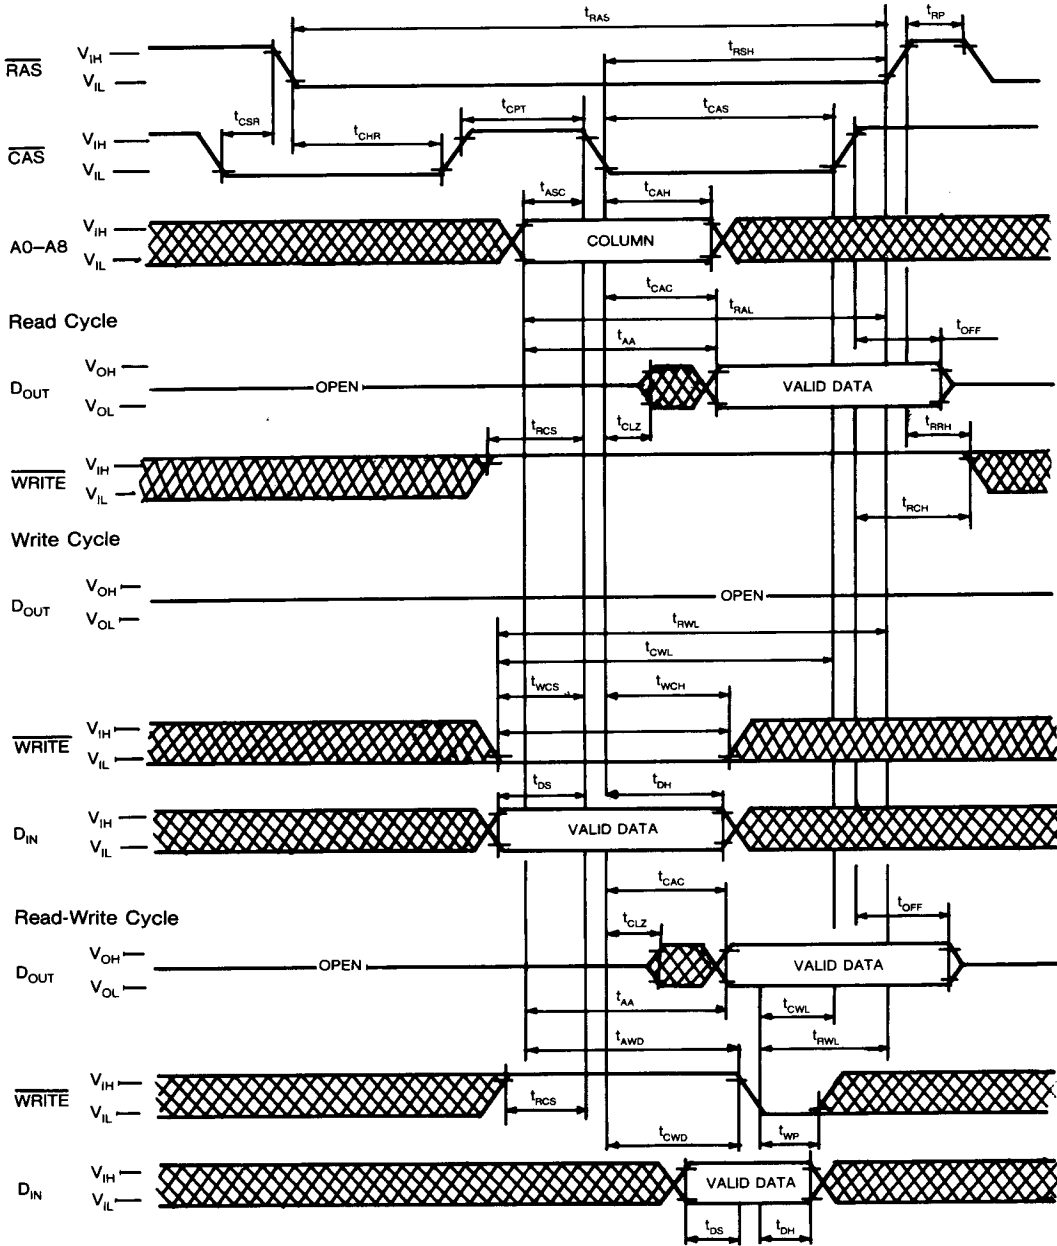 tRAS
tRP
RAS
VIH
VIL
tRSH
tCSR
tCPT
tCAS
tCHR
CAS
VIH
VIL
tASC
tCAH
A0–A8
VIH
VIL
COLUMN
tCAC
Read Cycle
tRAL
tOFF
tAA
DOUT
VOH
VOL
OPEN
VALID DATA
tRCS
tCLZ
tRRH
WRITE
VIH
VIL
tRCH
Write Cycle
DOUT
VOH
VOL
OPEN
tRWL
tCWL
tWCS
tWCH
WRITE
VIH
VIL
tDS
tDH
DIN
VIH
VIL
VALID DATA
tCAC
Read-Write Cycle
tCLZ
tOFF
DOUT
VOH
VOL
OPEN
VALID DATA
tAA
tCWL
tAWD
tRWL
WRITE
VIH
VIL
tRCS
tCWD
tWP
DIN
VIH
VIL
VALID DATA
tDS
tDH